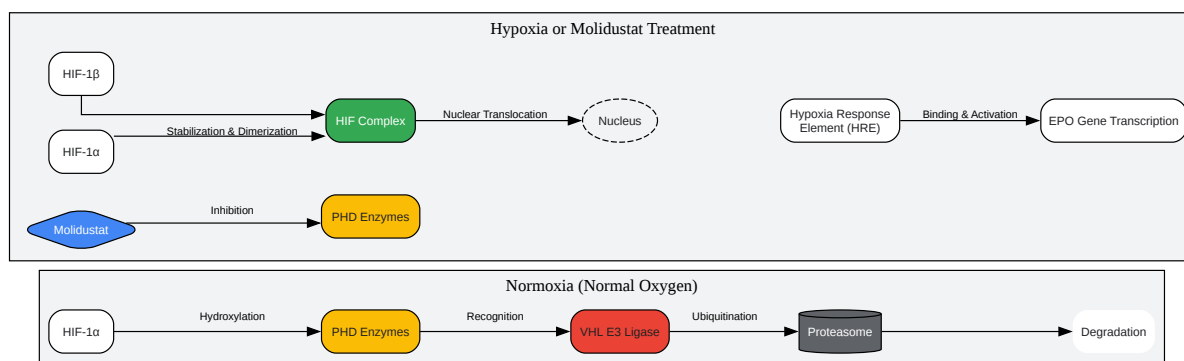 Hypoxia or Molidustat Treatment
HIF-1β
HIF-1α
Stabilization & Dimerization
HIF Complex
Nuclear Translocation
Nucleus
Hypoxia Response
Element (HRE)
Binding & Activation
EPO Gene Transcription
Molidustat
Inhibition
PHD Enzymes
Normoxia (Normal Oxygen)
HIF-1α
Hydroxylation
PHD Enzymes
Recognition
VHL E3 Ligase
Ubiquitination
Proteasome
Degradation